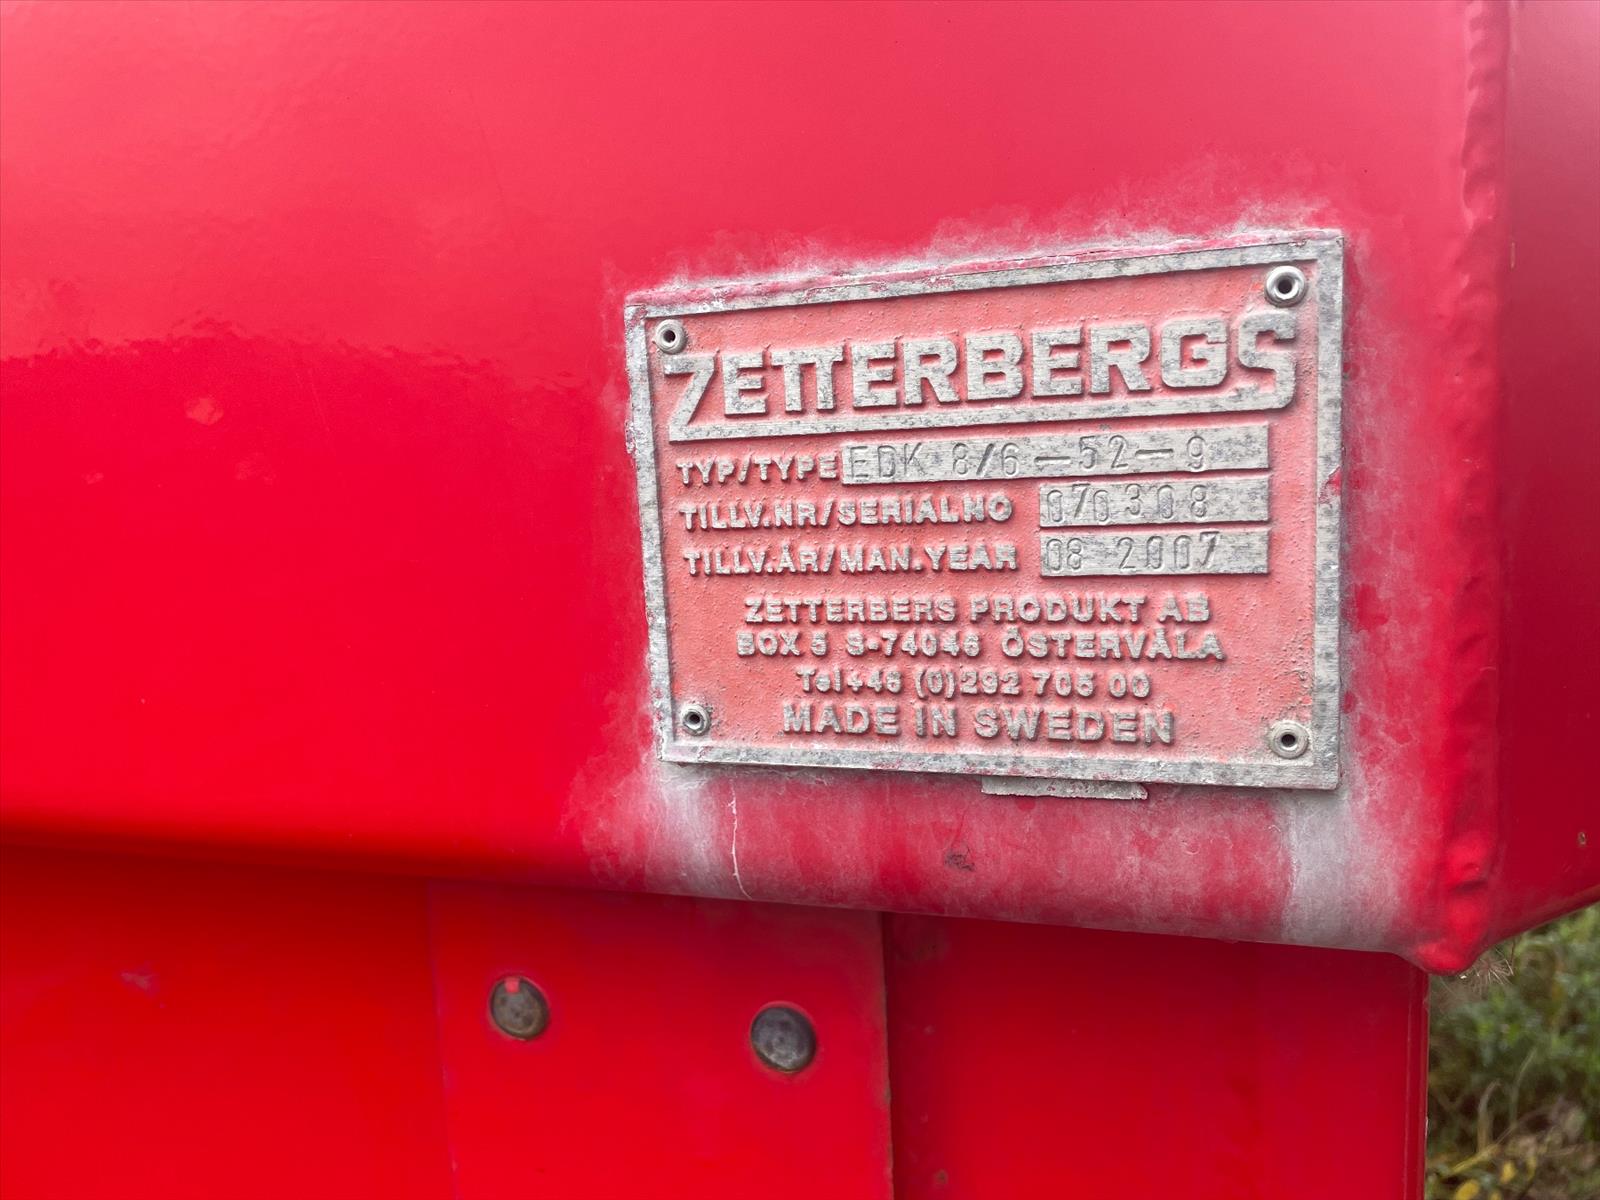 ZETTERBERGS
TYP/TYPE EDK 8/6-52-9
TILLV.NR/SERIALNO 070308
TILLV.ÅR/MAN.YEAR 08 2007
ZETTERBERS PRODUKT AB
BOX 5 S-74046 ÖSTERVÅLA
Tel+46 (0)292 705 00
MADE IN SWEDEN